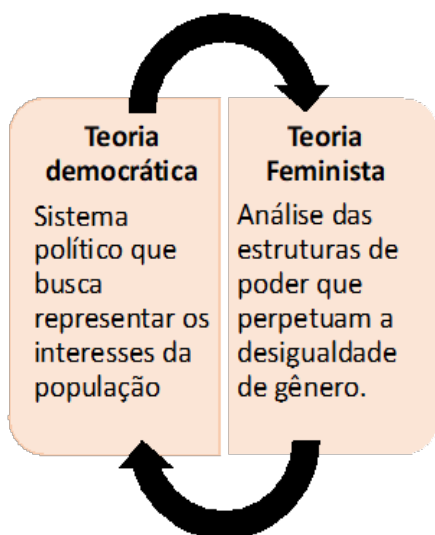 Teoria
democrática
Sistema
político que
busca
representar os
interesses da
população
Teoria
Feminista
Análise das
estruturas de
poder que
perpetuam a
desigualdade
de gênero.